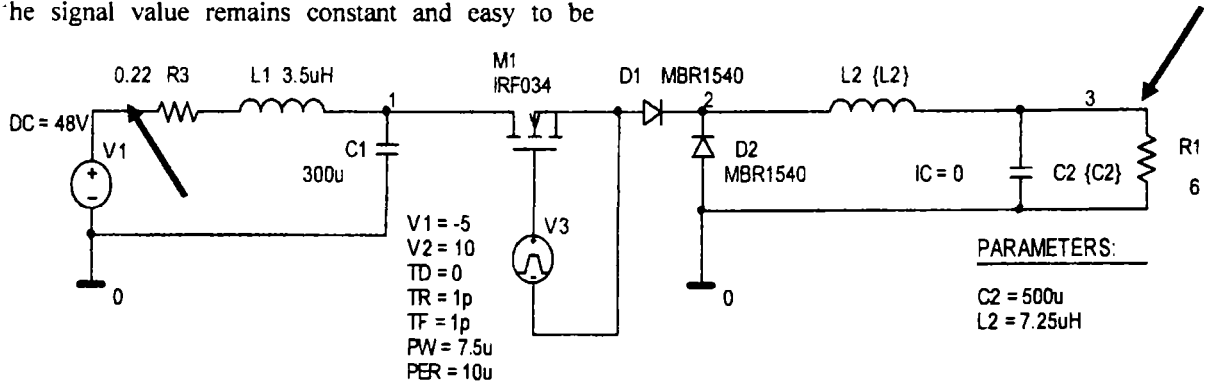 he signal value remains constant and easy to be
M1
IRF034
0.22 R3
L1 3.5uH
D1 MBR1540
L2 {L2}
1
2
3
DC = 48V
V1
+
-
C1
300u
D2
MBR1540
IC = 0
C2 {C2}
R1
6
V3
V1 = -5
V2 = 10
TD = 0
TR = 1p
TF = 1p
PW = 7.5u
PER = 10u
0
0
PARAMETERS:
C2 = 500u
L2 = 7.25uH